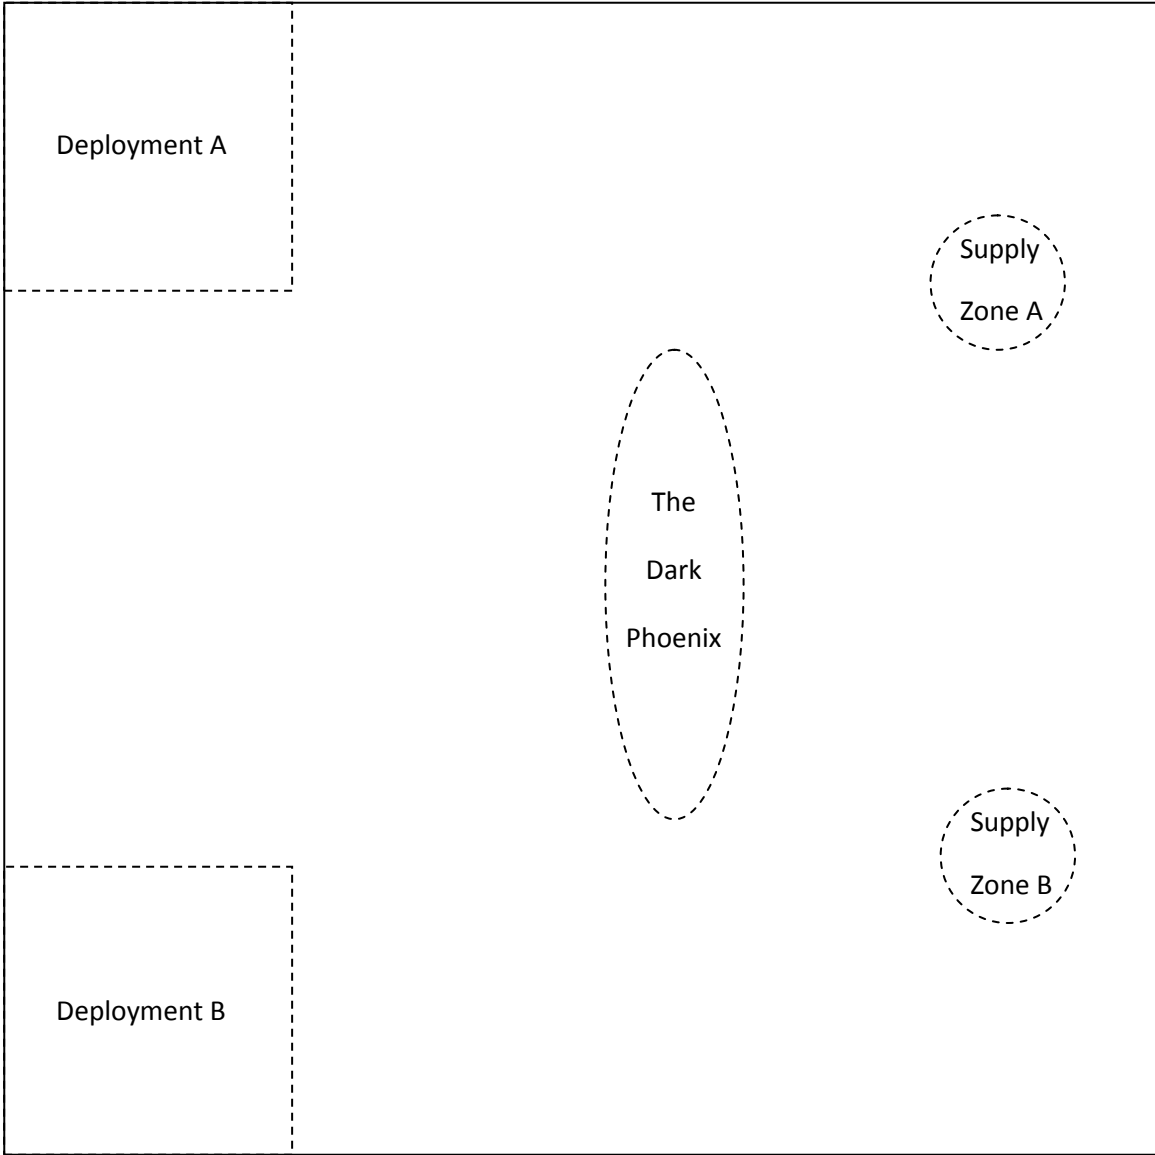 Deployment A
Supply
Zone A
The
Dark
Phoenix
Supply
Zone B
Deployment B